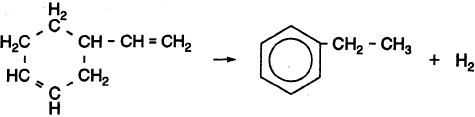 H₂
C
H₂C CH – CH = CH₂
HC CH₂
C
H
→
CH₂ – CH₃
+ H₂